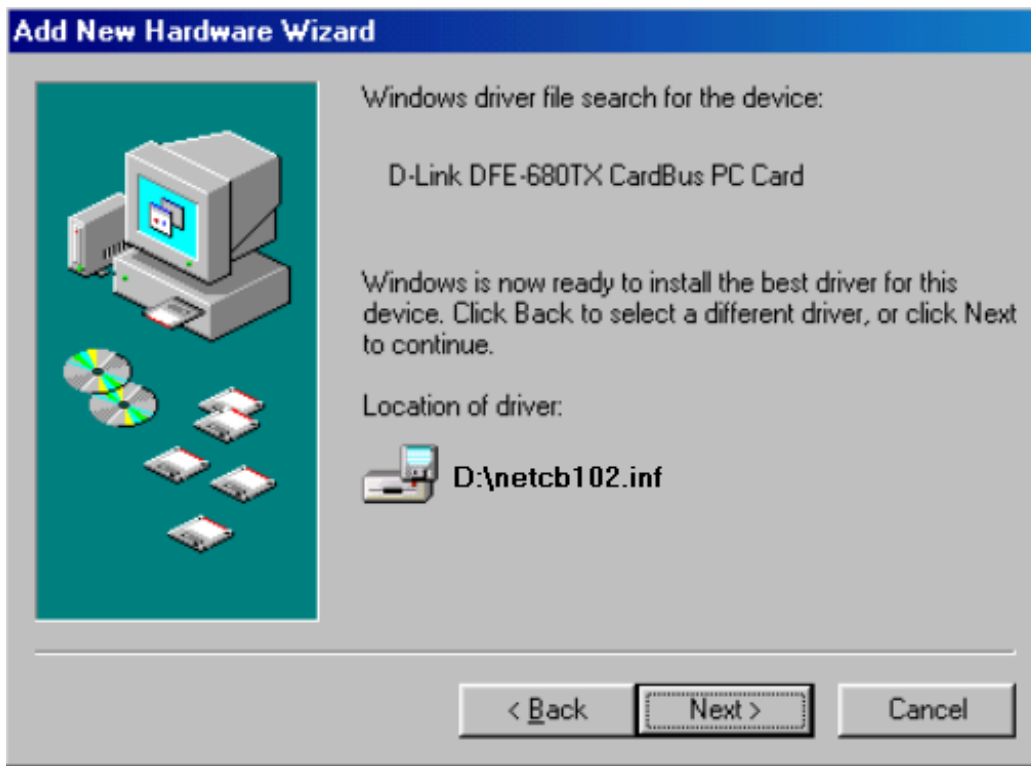 Add New Hardware Wizard
Windows driver file search for the device:
D-Link DFE-680TX CardBus PC Card
Windows is now ready to install the best driver for this
device. Click Back to select a different driver, or click Next
to continue.
Location of driver:
D:\netcb102.inf
< Back
Next >
Cancel